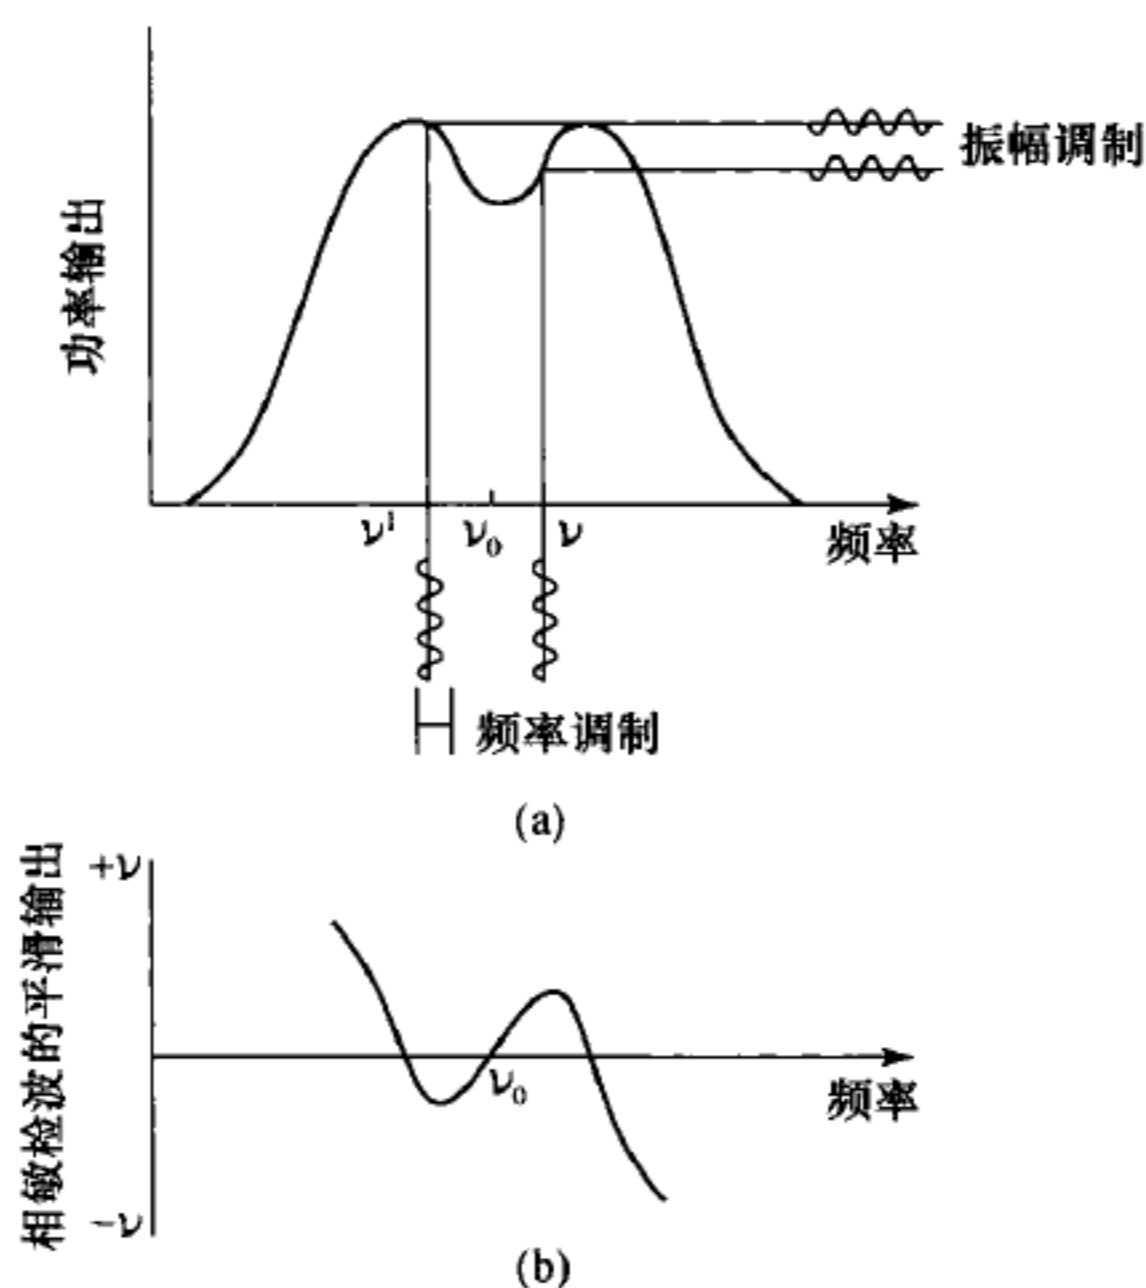 振幅调制
功率输出
ν¹ ν₀ ν
频率
频率调制
(a)
+ν
相敏检波的平滑输出
ν₀
频率
−ν
(b)